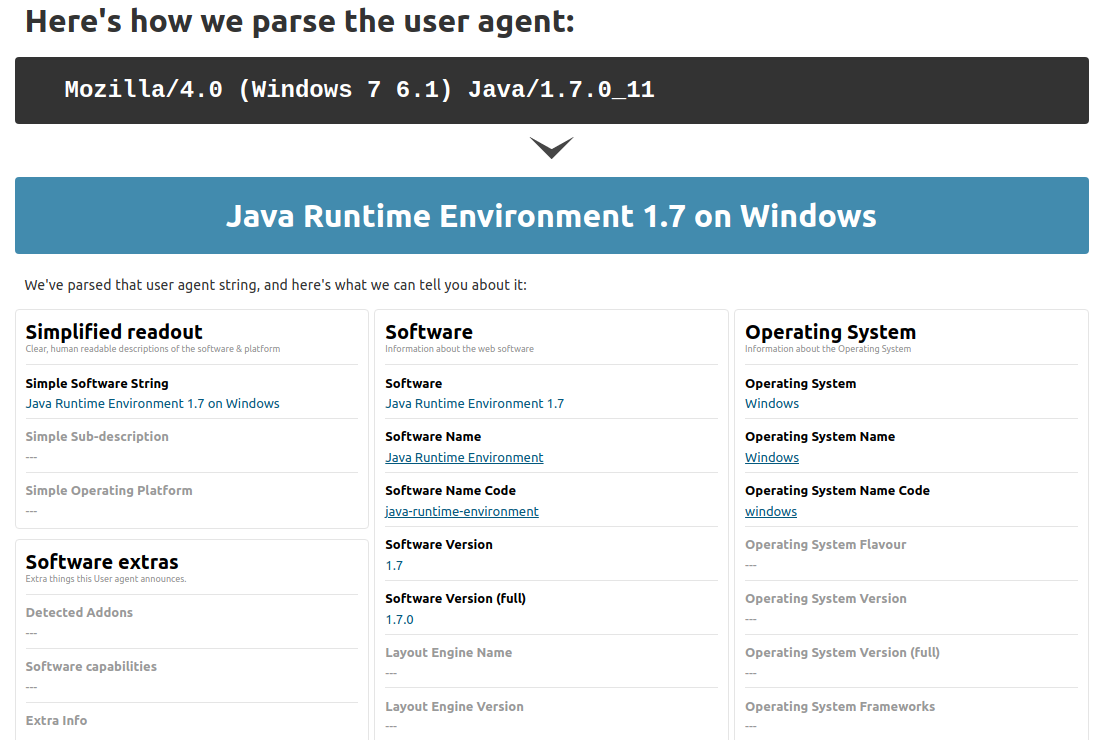 Here's how we parse the user agent:
Mozilla/4.0 (Windows 7 6.1) Java/1.7.0_11
Java Runtime Environment 1.7 on Windows
We've parsed that user agent string, and here's what we can tell you about it:
Simplified readout
Clear, human readable descriptions of the software & platform
Simple Software String
Java Runtime Environment 1.7 on Windows
Simple Sub-description
---
Simple Operating Platform
---
Software extras
Extra things this User agent announces.
Detected Addons
---
Software capabilities
---
Extra Info
Software
Information about the web software
Software
Java Runtime Environment 1.7
Software Name
Java Runtime Environment
Software Name Code
java-runtime-environment
Software Version
1.7
Software Version (full)
1.7.0
Layout Engine Name
---
Layout Engine Version
---
Operating System
Information about the Operating System
Operating System
Windows
Operating System Name
Windows
Operating System Name Code
windows
Operating System Flavour
---
Operating System Version
---
Operating System Version (full)
---
Operating System Frameworks
---